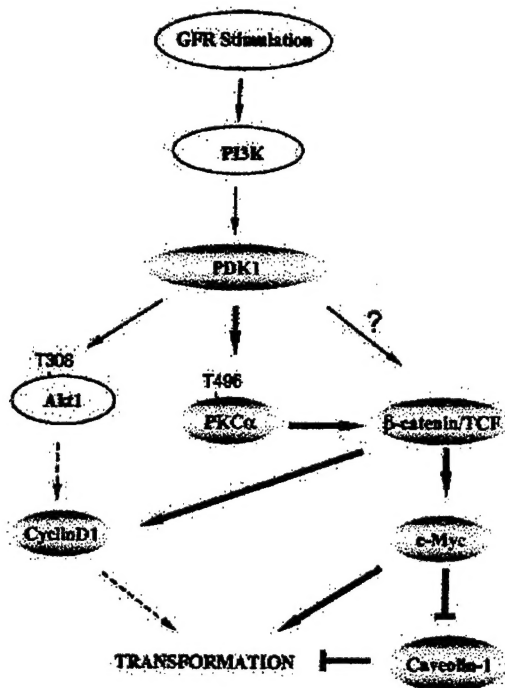 GFR Stimulation
PI3K
PDK1
?
T308
Akt1
T496
PKCα
β-catenin/TCF
CyclinD1
c-Myc
TRANSFORMATION
Caveolin-1